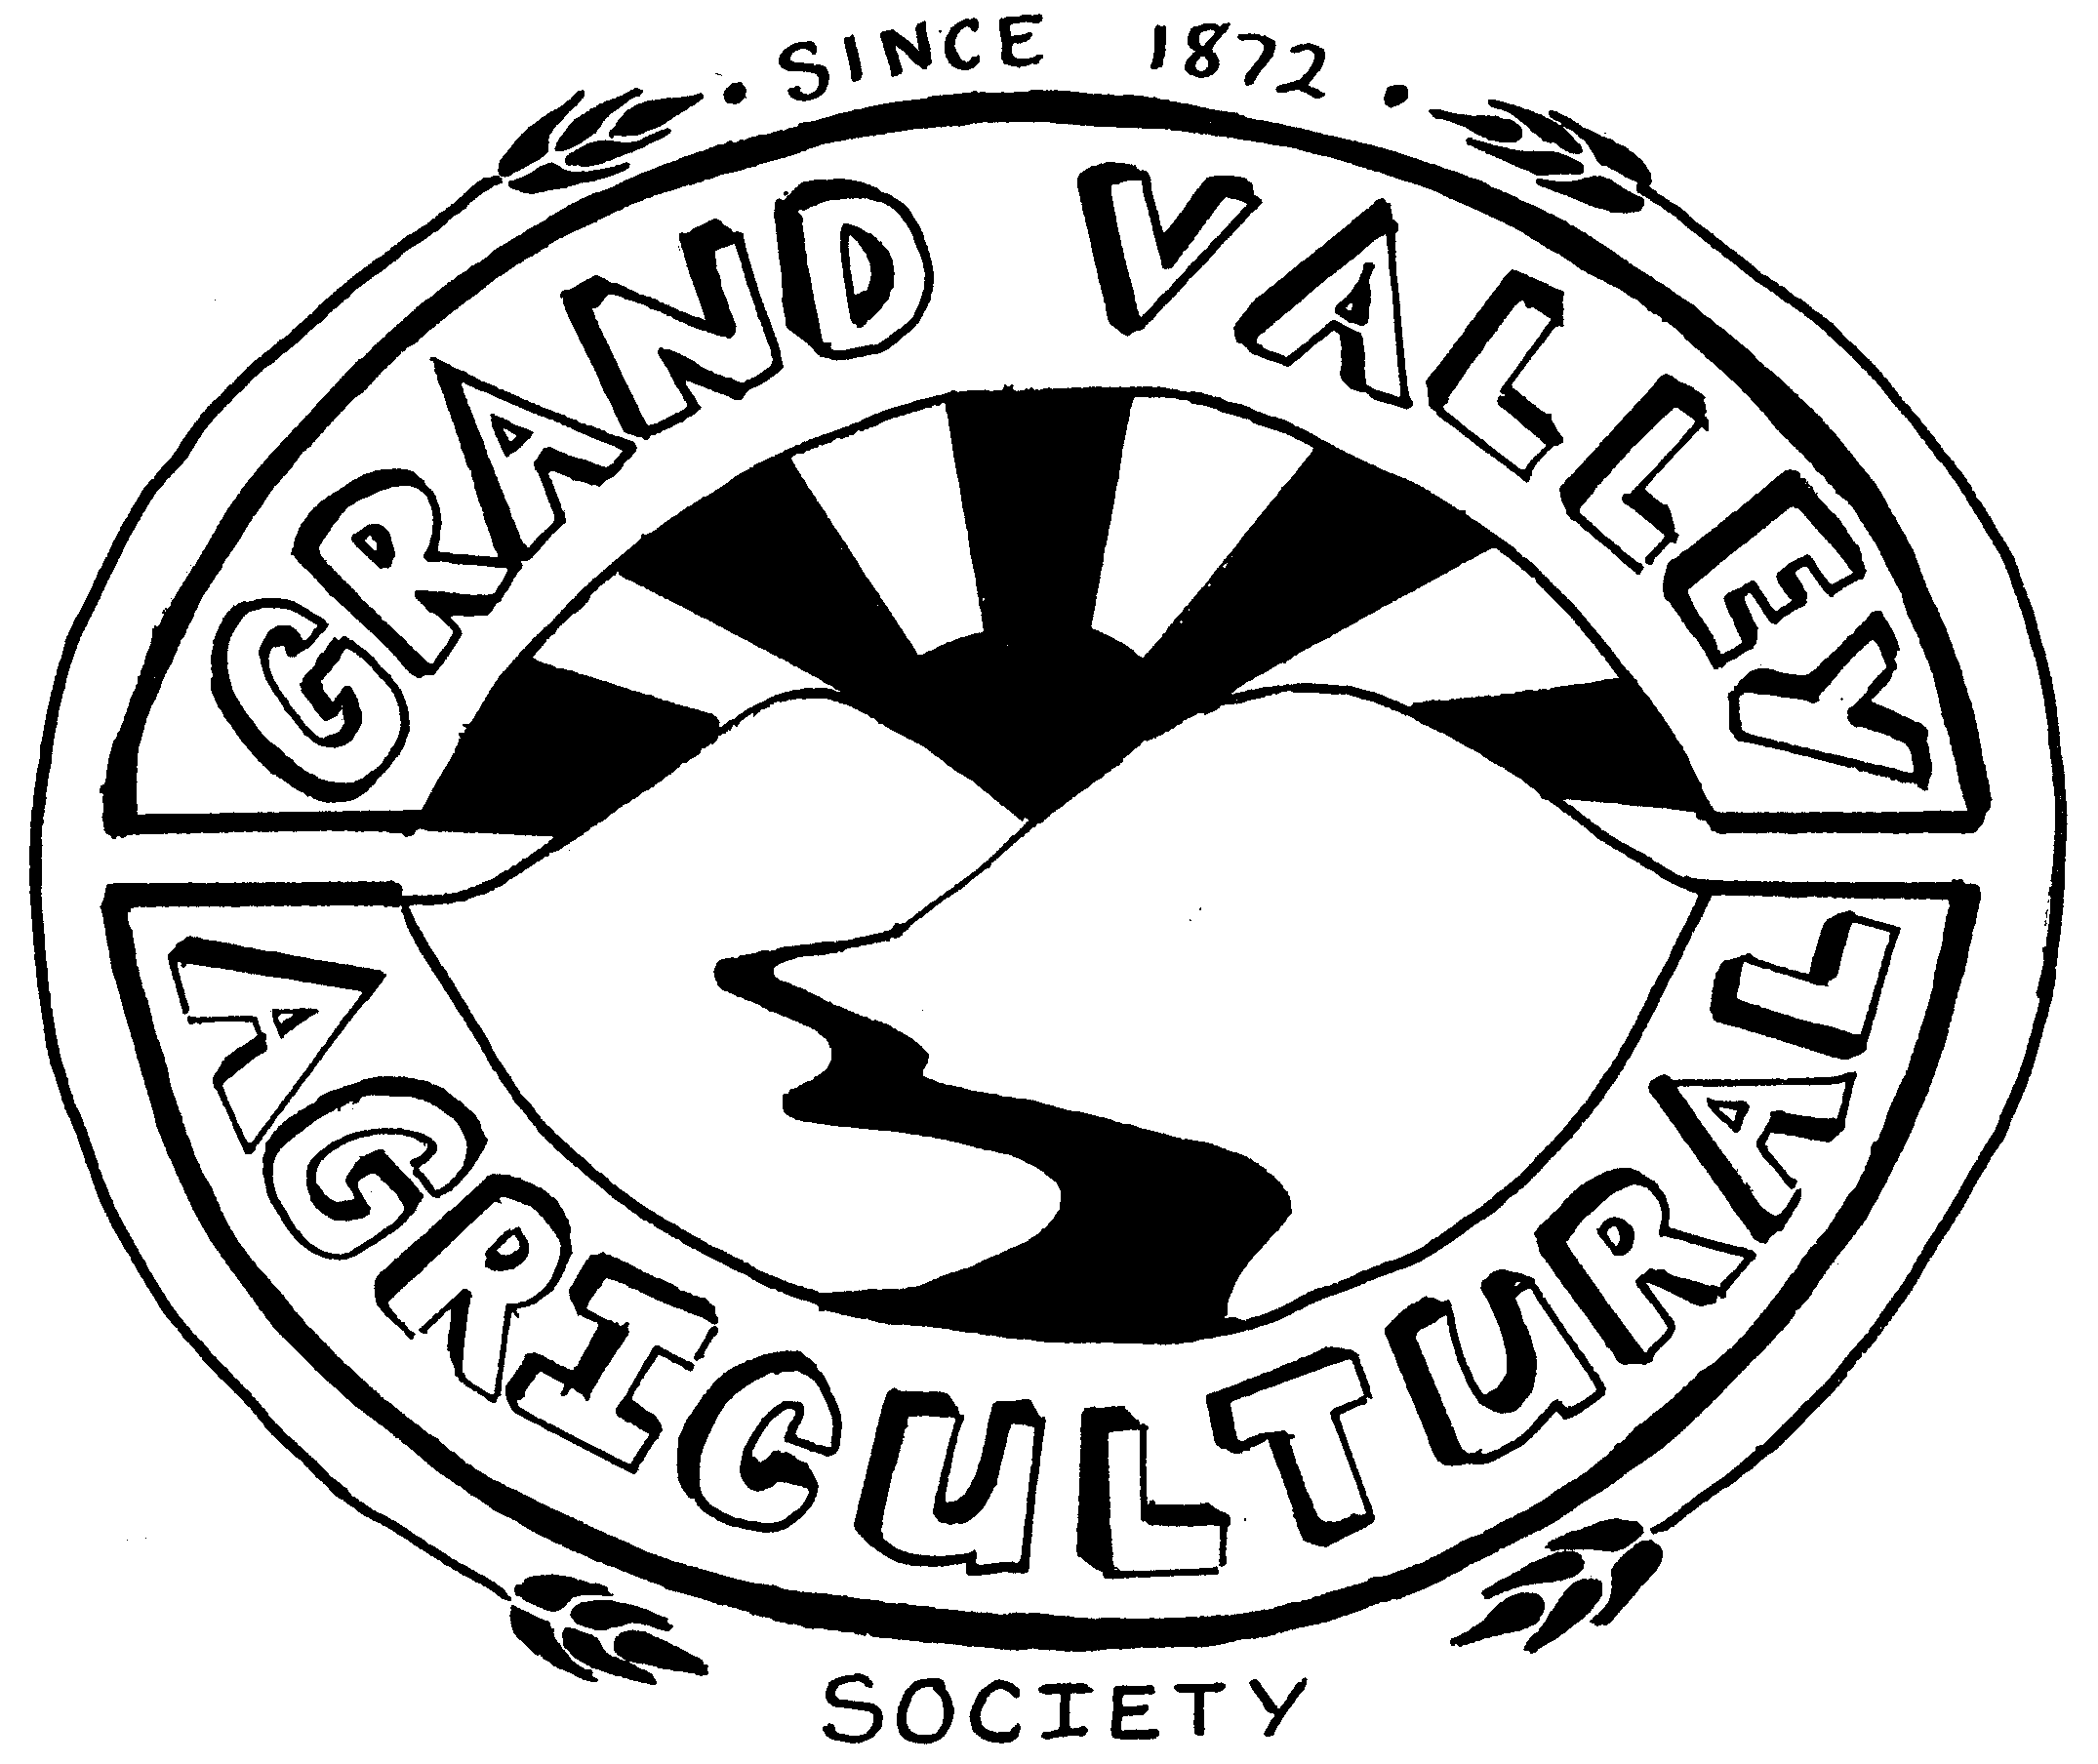 • SINCE 1872 •
GRAND VALLEY
AGRICULTURAL
SOCIETY